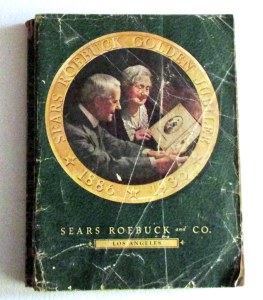 SEARS ROEBUCK GOLDEN JUBILEE
1886 ★ 1936
SEARS ROEBUCK and CO.
LOS ANGELES